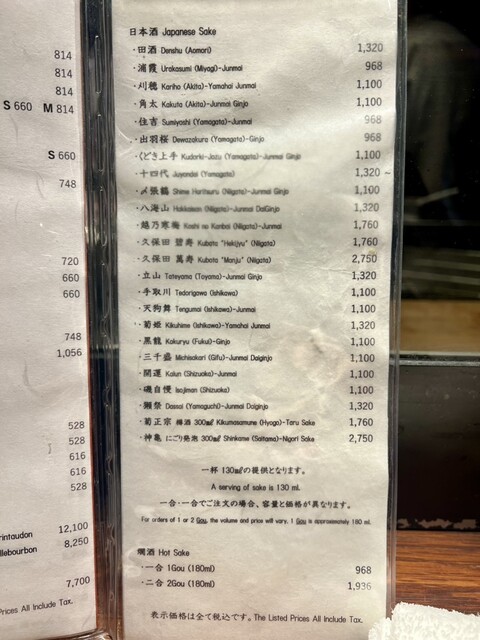 814
814
S 660 M 814
S 660
748
720
660
660
748
1,056
528
528
616
616
528
rintaudon 12,100
llebourbon 8,250
7,700
Prices All Include Tax.
日本酒 Japanese Sake
・田酒 Denshu (Aomori) 1,320
・浦霞 Urakasumi (Miyagi)-Junmai 968
・刈穂 Kariho (Akita)-Yamahai Junmai 1,100
・角太 Kakuta (Akita)-Junmai Ginjo 1,100
・住吉 Sumiyoshi (Yamagata)-Junmai 968
・出羽桜 Dewazakura (Yamagata)-Ginjo 968
・くどき上手 Kudoki-Jozu (Yamagata)-Junmai Ginjo 1,100
・十四代 Juyondai (Yamagata) 1,320 ~
・〆張鶴 Shime Haritsuru (Niigata)-Junmai Ginjo 1,100
・八海山 Hakkaisan (Niigata)-Junmai DaiGinjo 1,320
・越乃寒梅 Koshi no Kanbai (Niigata)-Junmai 1,760
・久保田 碧寿 Kubota "Hekijyu" (Niigata) 1,760
・久保田 萬寿 Kubota "Manju" (Niigata) 2,750
・立山 Tateyama (Toyama)-Junmai Ginjo 1,320
・手取川 Tedorigawa (Ishikawa) 1,100
・天狗舞 Tengumai (Ishikawa)-Junmai 1,100
・菊姫 Kikuhime (Ishikawa)-Yamahai Junmai 1,320
・黒龍 Kokuryu (Fukui)-Ginjo 1,100
・三千盛 Michisakari (Gifu)-Junmai Daiginjo 1,100
・開運 Kaiun (Shizuoka)-Junmai 1,100
・磯自慢 Isojiman (Shizuoka) 1,100
・獺祭 Dassai (Yamaguchi)-Junmai Daiginjo 1,320
・菊正宗 樽酒 300㎖ Kikumasamune (Hyogo)-Taru Sake 1,760
・神亀 にごり発泡 300㎖ Shinkame (Saitama)-Nigori Sake 2,750
一杯 130㎖の提供となります。
A serving of sake is 130 ml.
一合・二合でご注文の場合、容量と価格が異なります。
For orders of 1 or 2 Gou, the volume and price will vary. 1 Gou is approximately 180 ml.
燗酒 Hot Sake
・一合 1Gou (180ml) 968
・二合 2Gou (180ml) 1,936
表示価格は全て税込です。The Listed Prices All Include Tax.